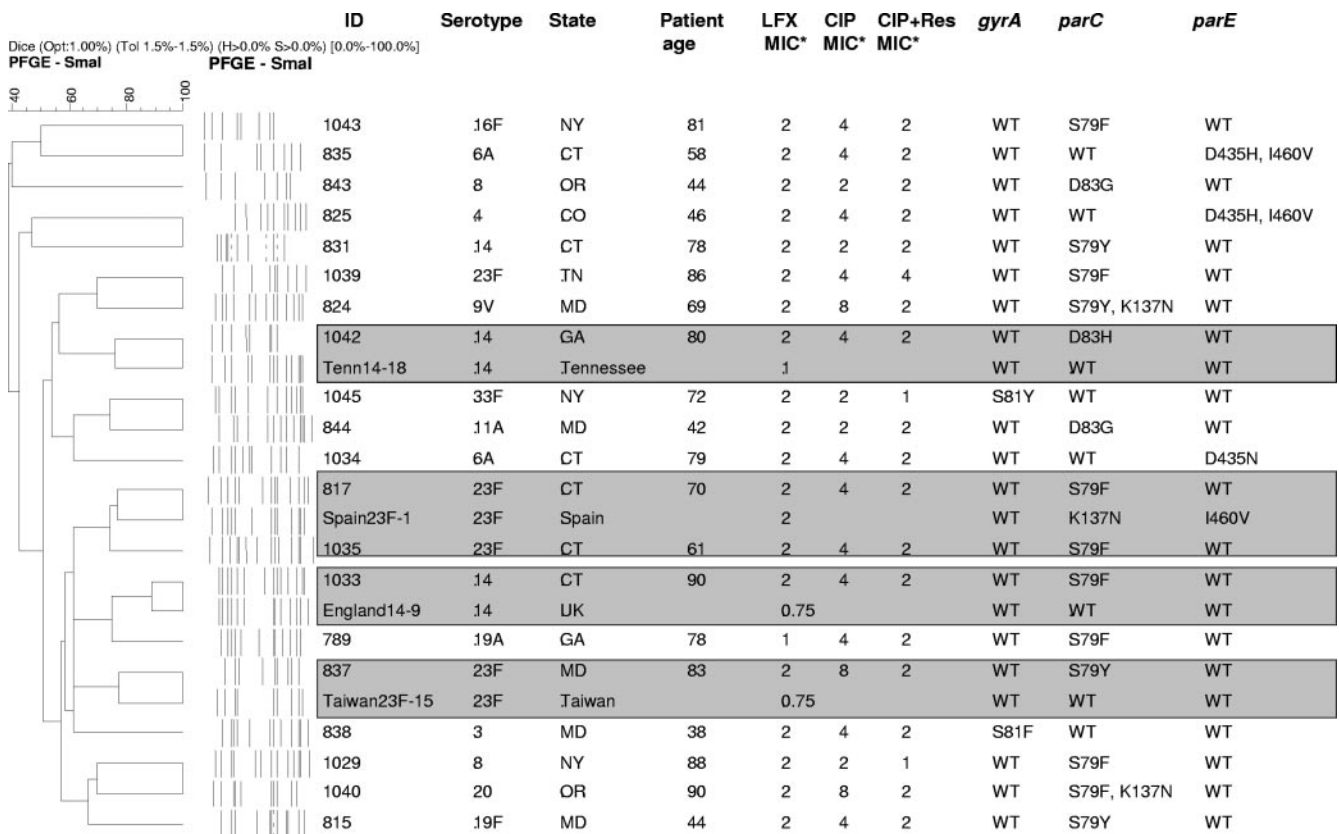 ID Serotype State Patient age LFX MIC* CIP MIC* CIP+Res MIC* gyrA parC parE
Dice (Opt:1.00%) (Tol 1.5%-1.5%) (H>0.0% S>0.0%) [0.0%-100.0%]
PFGE - SmaI PFGE - SmaI
40 60 80 100
1043 16F NY 81 2 4 2 WT S79F WT
835 6A CT 58 2 4 2 WT WT D435H, I460V
843 8 OR 44 2 2 2 WT D83G WT
825 4 CO 46 2 4 2 WT WT D435H, I460V
831 14 CT 78 2 2 2 WT S79Y WT
1039 23F TN 86 2 4 4 WT S79F WT
824 9V MD 69 2 8 2 WT S79Y, K137N WT
1042 14 GA 80 2 4 2 WT D83H WT
Tenn14-18 14 Tennessee 1 WT WT WT
1045 33F NY 72 2 2 1 S81Y WT WT
844 11A MD 42 2 2 2 WT D83G WT
1034 6A CT 79 2 4 2 WT WT D435N
817 23F CT 70 2 4 2 WT S79F WT
Spain23F-1 23F Spain 2 WT K137N I460V
1035 23F CT 61 2 4 2 WT S79F WT
1033 14 CT 90 2 4 2 WT S79F WT
England14-9 14 UK 0.75 WT WT WT
789 19A GA 78 1 4 2 WT S79F WT
837 23F MD 83 2 8 2 WT S79Y WT
Taiwan23F-15 23F Taiwan 0.75 WT WT WT
838 3 MD 38 2 4 2 S81F WT WT
1029 8 NY 88 2 2 1 WT S79F WT
1040 20 OR 90 2 8 2 WT S79F, K137N WT
815 19F MD 44 2 4 2 WT S79Y WT